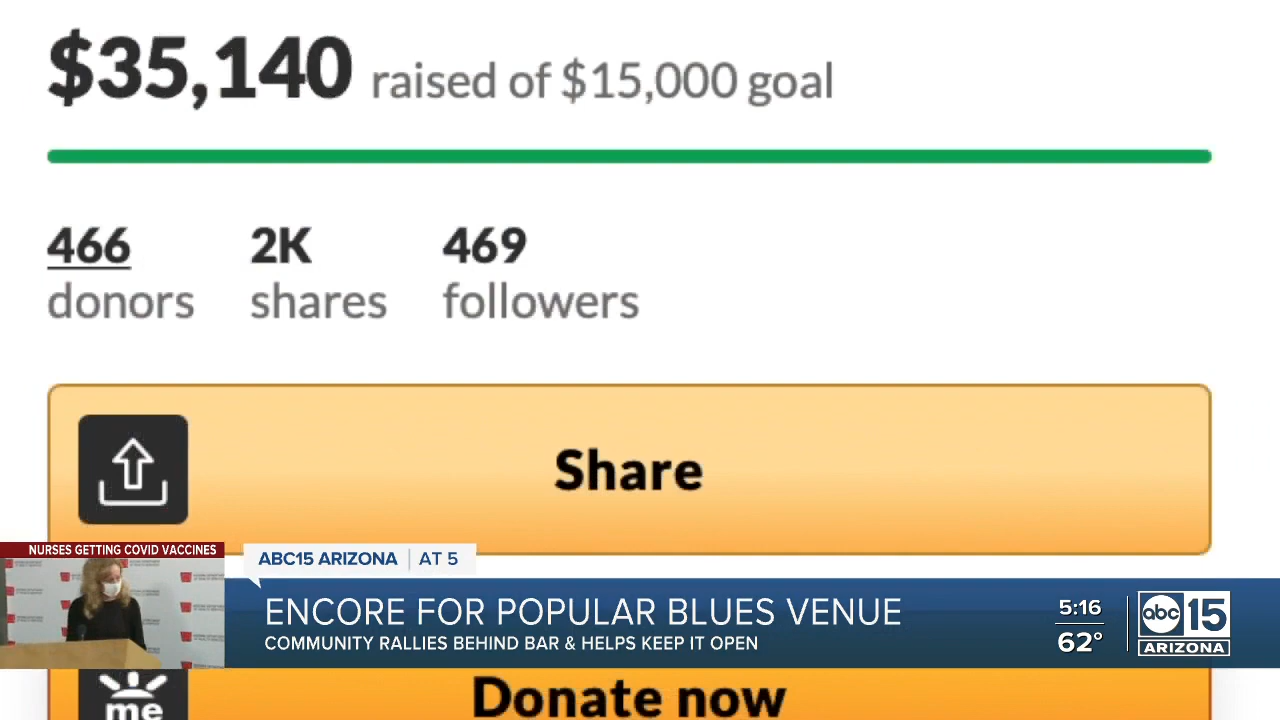 $35,140 raised of $15,000 goal
466 2K 469
donors shares followers
Share
NURSES GETTING COVID VACCINES
ABC15 ARIZONA | AT 5
ENCORE FOR POPULAR BLUES VENUE
COMMUNITY RALLIES BEHIND BAR & HELPS KEEP IT OPEN
5:16
62°
abc 15
ARIZONA
me
Donate now